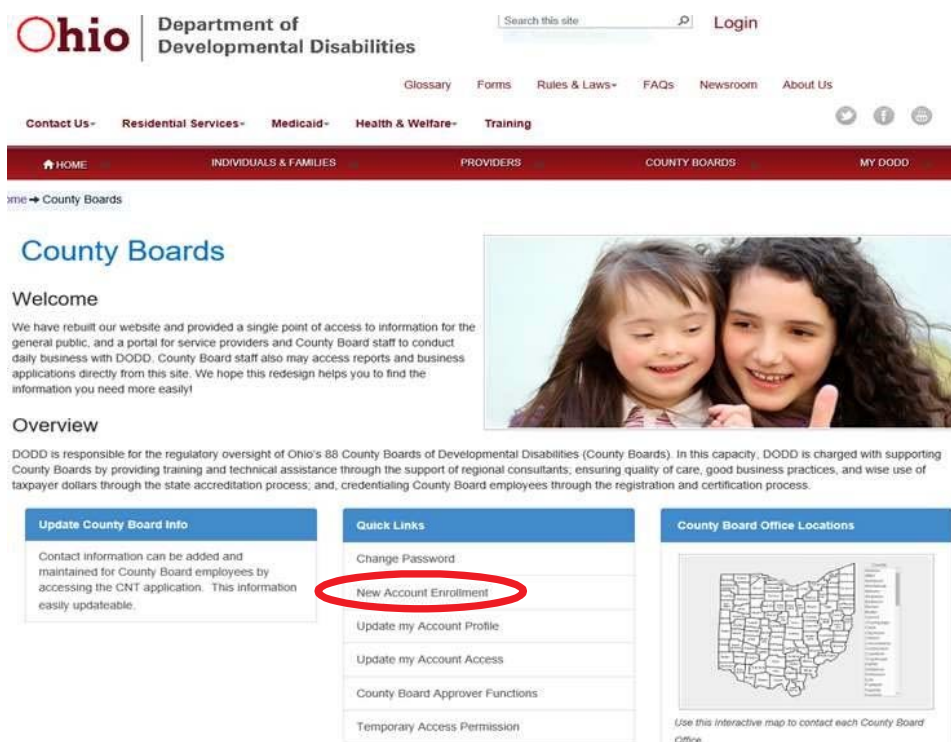 Ohio
Department of
Developmental Disabilities
Search this site
Login
Glossary Forms Rules & Laws FAQs Newsroom About Us
Contact Us Residential Services Medicaid Health & Welfare Training
HOME INDIVIDUALS & FAMILIES PROVIDERS COUNTY BOARDS MY DODD
ome → County Boards
County Boards
Welcome
We have rebuilt our website and provided a single point of access to information for the
general public, and a portal for service providers and County Board staff to conduct
daily business with DODD. County Board staff also may access reports and business
applications directly from this site. We hope this redesign helps you to find the
information you need more easily!
Overview
DODD is responsible for the regulatory oversight of Ohio's 88 County Boards of Developmental Disabilities (County Boards). In this capacity, DODD is charged with supporting
County Boards by providing training and technical assistance through the support of regional consultants; ensuring quality of care, good business practices, and wise use of
taxpayer dollars through the state accreditation process; and, credentialing County Board employees through the registration and certification process.
Update County Board Info
Contact information can be added and
maintained for County Board employees by
accessing the CNT application. This information
easily updateable.
Quick Links
Change Password
New Account Enrollment
Update my Account Profile
Update my Account Access
County Board Approver Functions
Temporary Access Permission
County Board Office Locations
County
Use this interactive map to contact each County Board
Office.